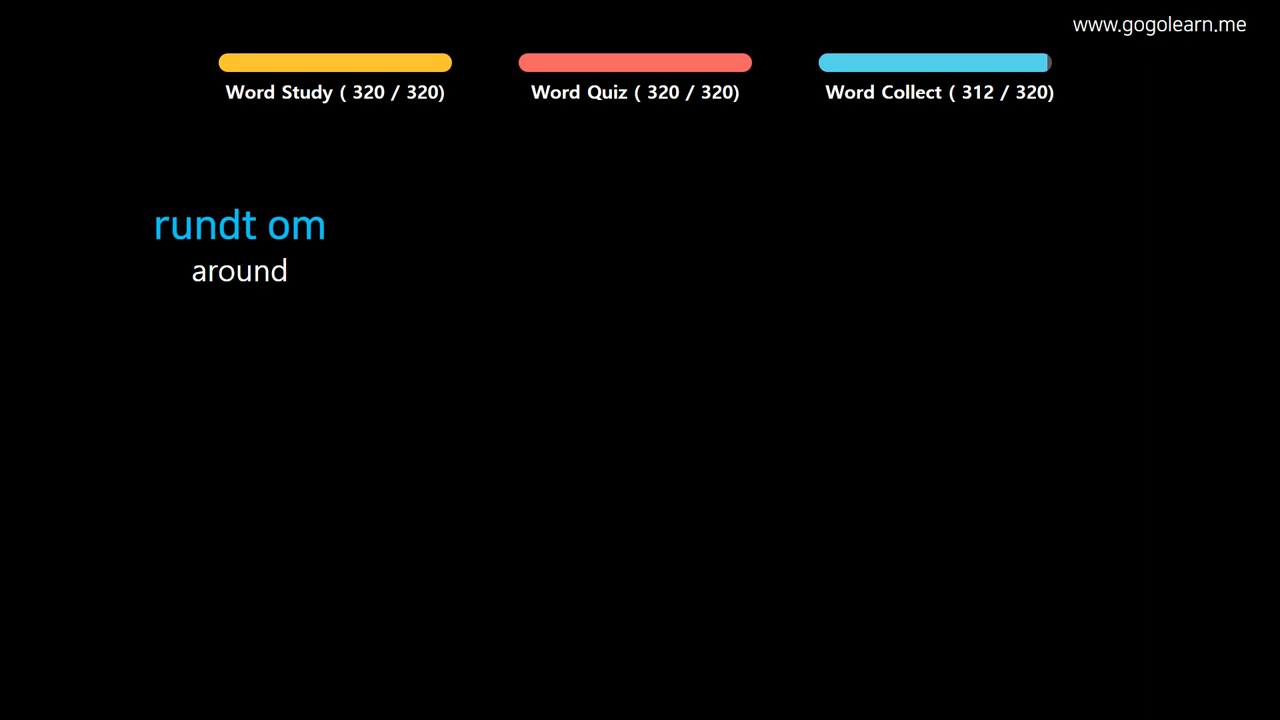 www.gogolearn.me
Word Study ( 320 / 320)
Word Quiz ( 320 / 320)
Word Collect ( 312 / 320)
rundt om
around